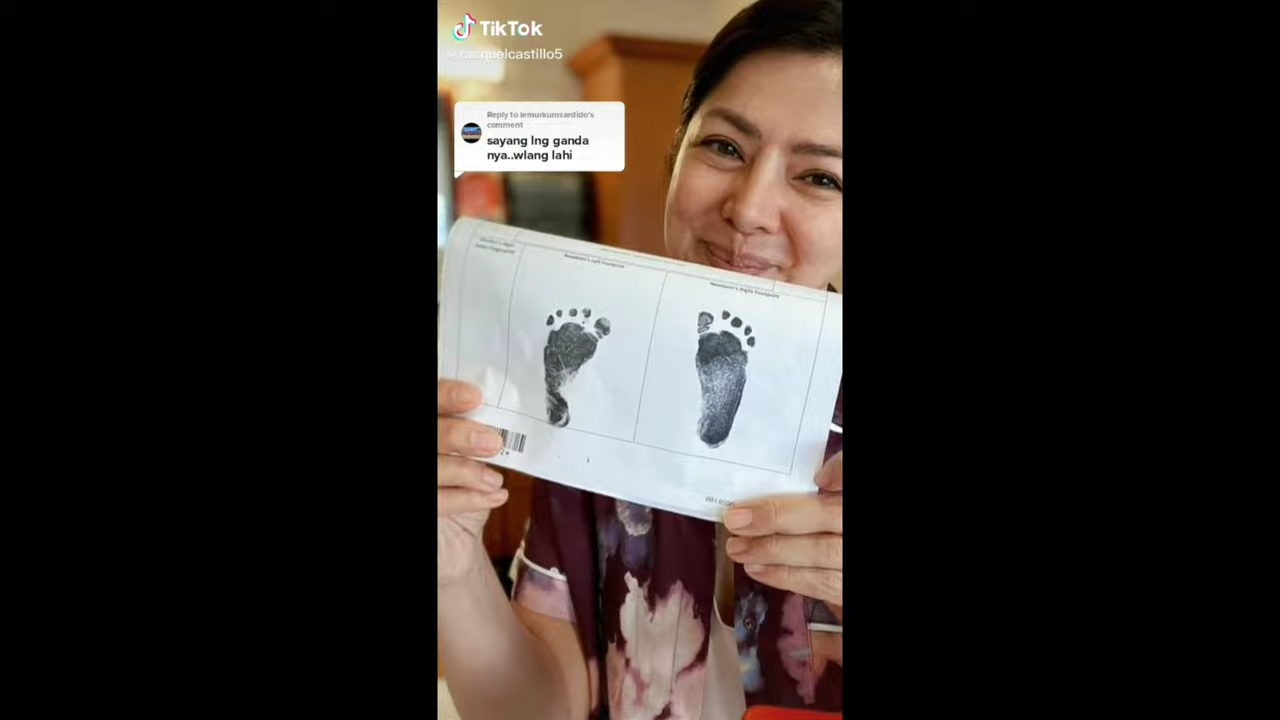 TikTok
@racquelcastillo5
Reply to lemurkumsardido's
comment
sayang lng ganda
nya..wlang lahi
Newborn's Left Footprint
Newborn's Right Footprint